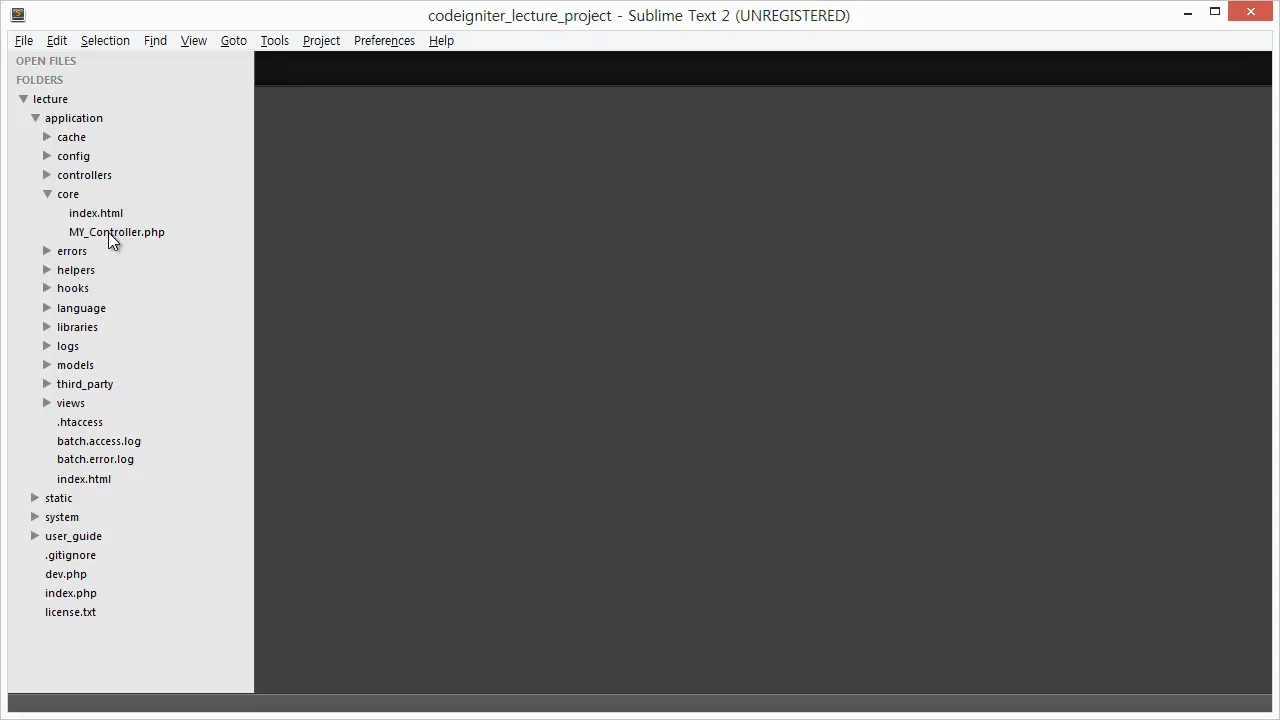 codeigniter_lecture_project - Sublime Text 2 (UNREGISTERED)
File Edit Selection Find View Goto Tools Project Preferences Help
OPEN FILES
FOLDERS
lecture
application
cache
config
controllers
core
index.html
MY_Controller.php
errors
helpers
hooks
language
libraries
logs
models
third_party
views
.htaccess
batch.access.log
batch.error.log
index.html
static
system
user_guide
.gitignore
dev.php
index.php
license.txt